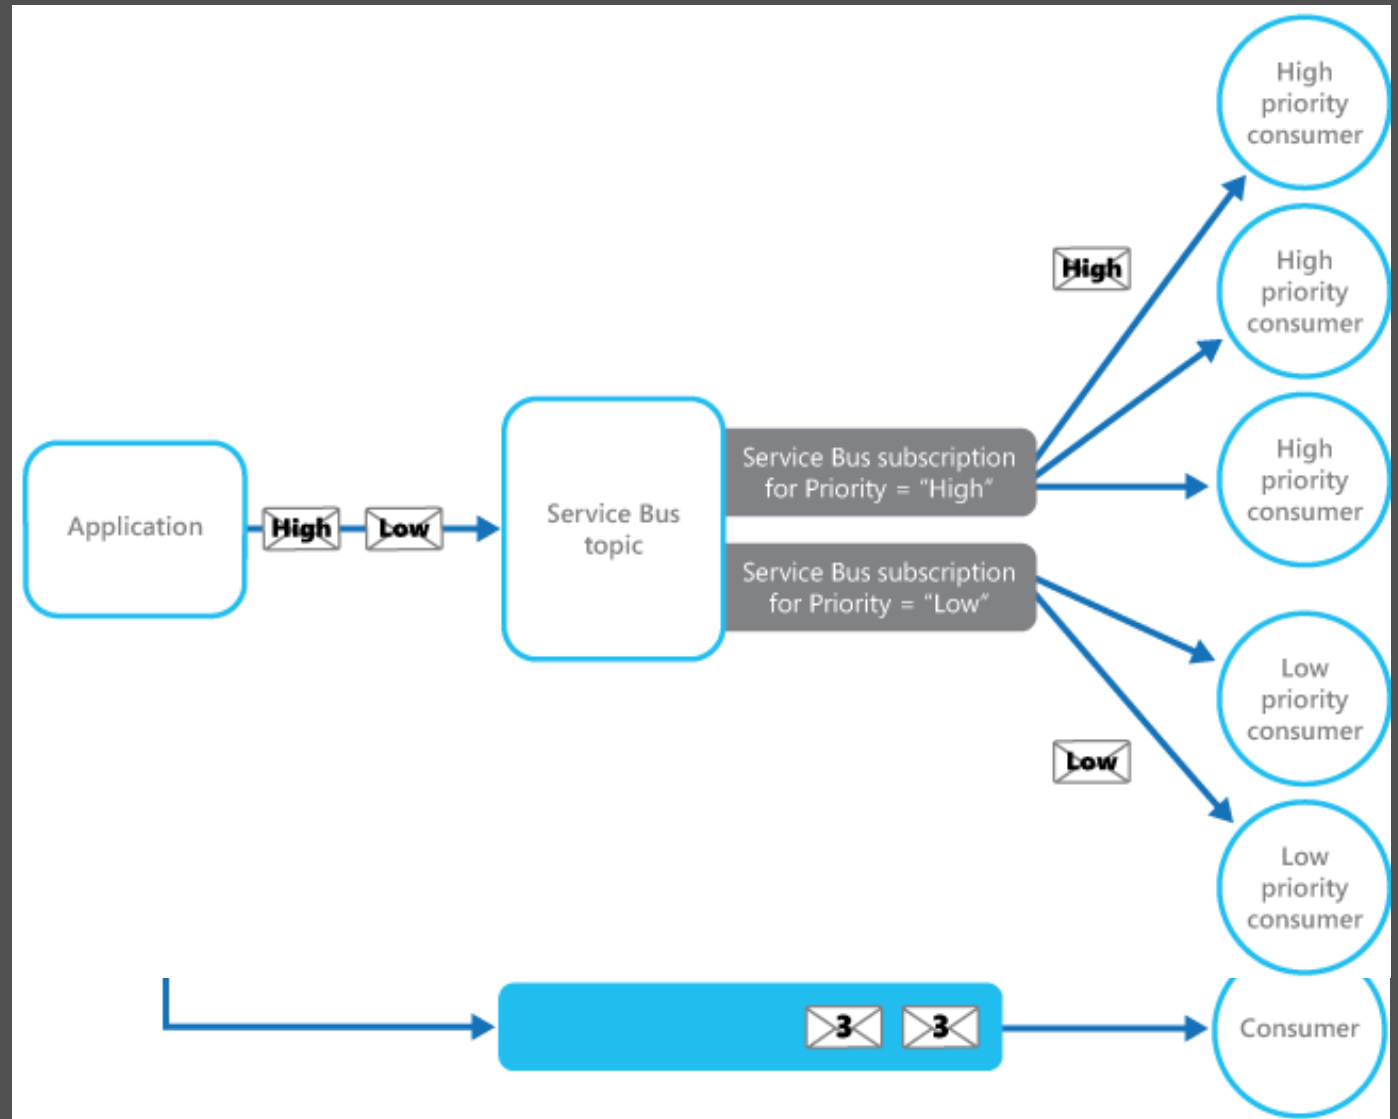 High
priority
consumer
High
High
priority
consumer
High
priority
consumer
Service Bus subscription
for Priority = “High”
Application
High
Low
Service Bus
topic
Service Bus subscription
for Priority = “Low”
Low
priority
consumer
Low
Low
priority
consumer
3
3
Consumer